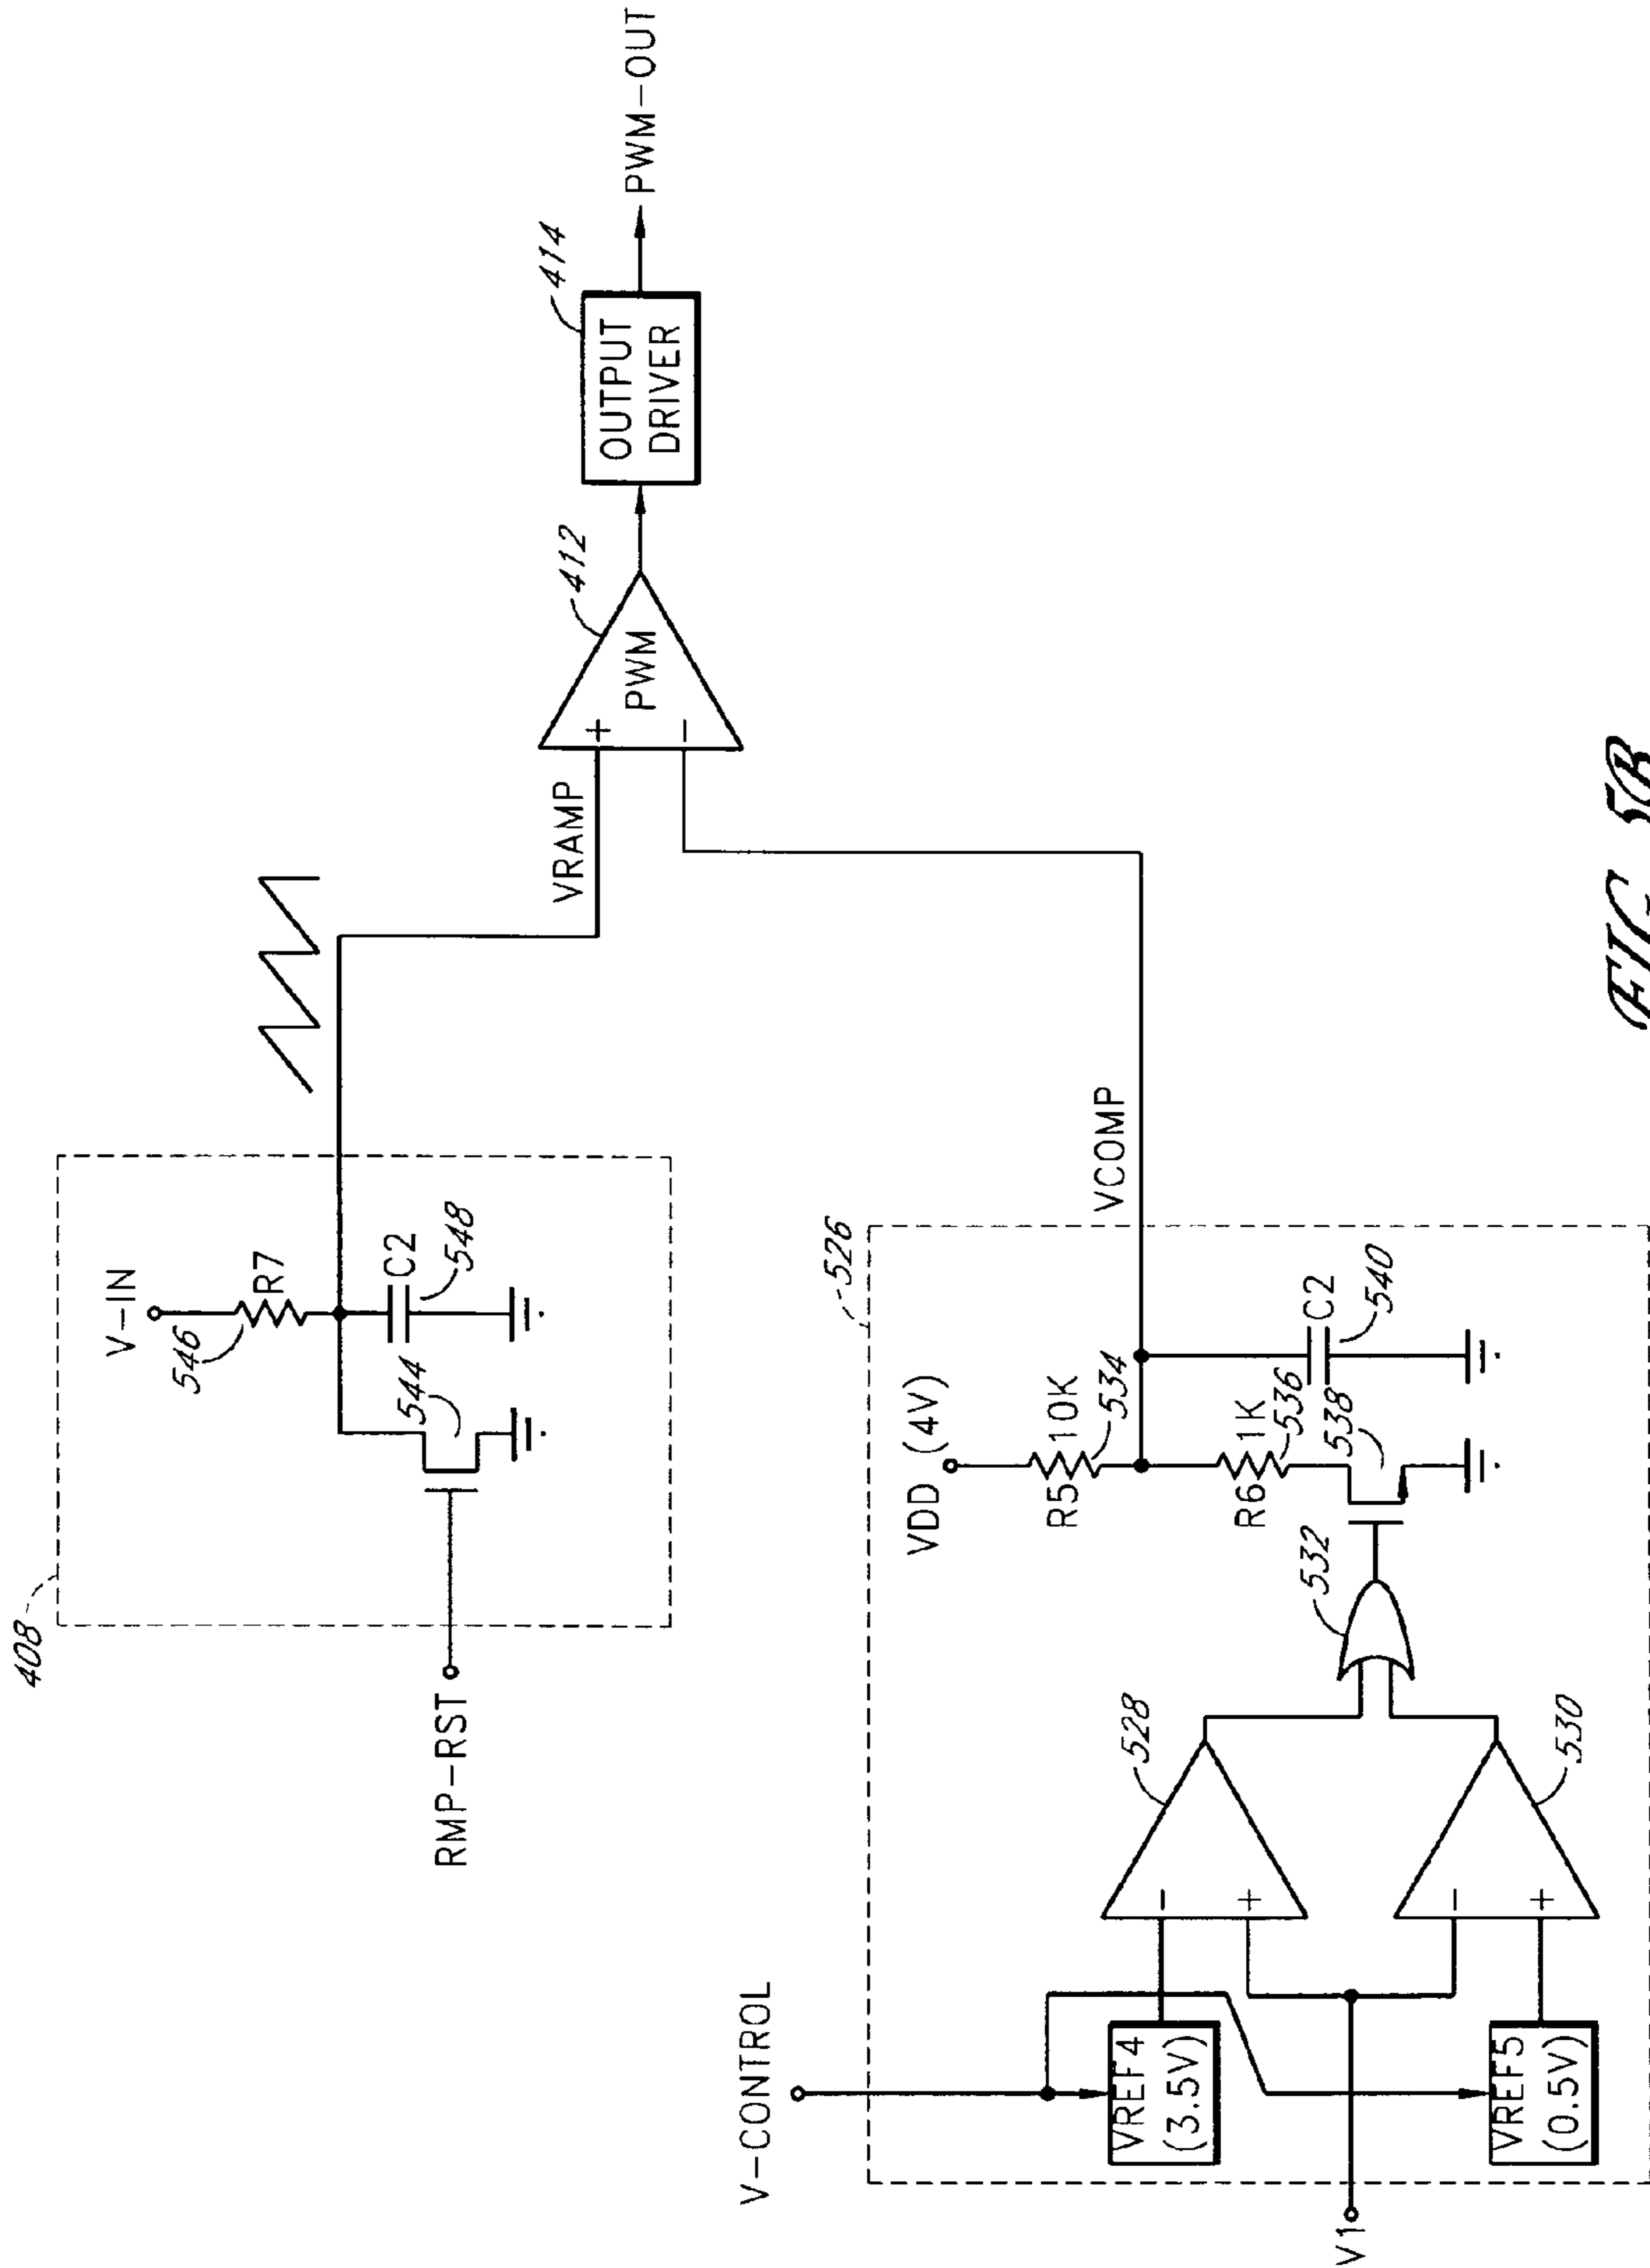 408
RMP-RST
V-IN
546
R7
544
C2
548
VRAMP
+
-
PWM
412
OUTPUT
DRIVER
414
PWM-OUT
V-CONTROL
526
VREF4
(3.5V)
VREF5
(0.5V)
V1
-
+
528
-
+
530
532
VDD (4V)
R5
10K
534
R6
1K
536
538
C2
540
VCOMP
FIG. 5B